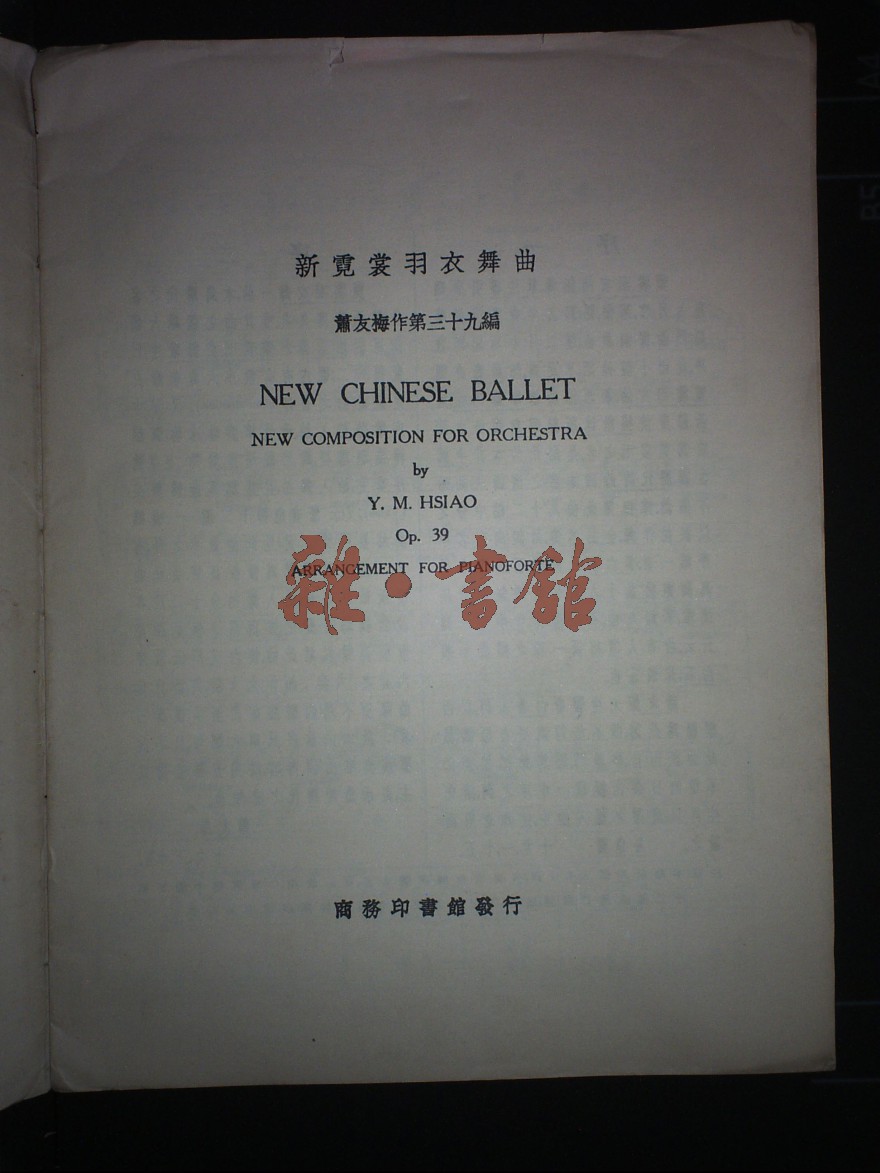 新霓裳羽衣舞曲
蕭友梅作第三十九編
NEW CHINESE BALLET
NEW COMPOSITION FOR ORCHESTRA
by
Y. M. HSIAO
Op. 39
ARRANGEMENT FOR PIANOFORTE
雜·書館
商務印書館發行
A4
B5